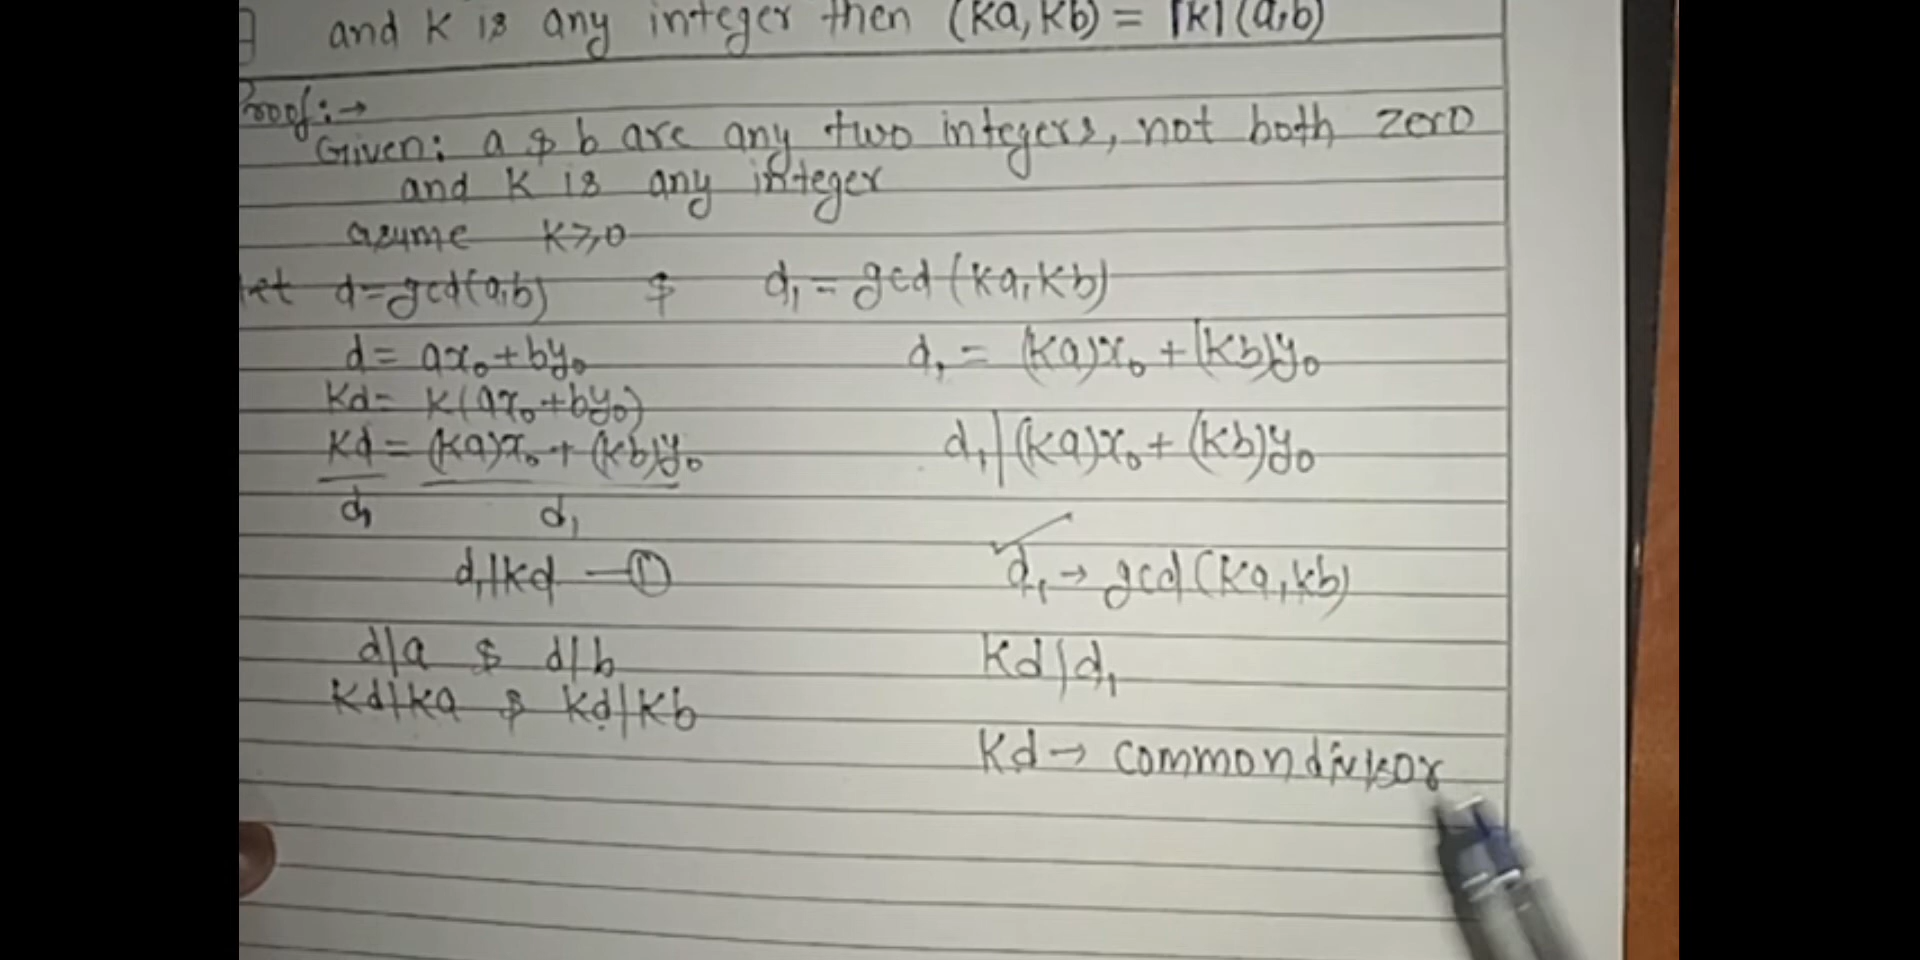 and K is any integer then (Ka, Kb) = |K| (a,b)
Proof:→
Given: a & b are any two integers, not both zero
and K is any integer
assume K≥0
let d=gcd(a,b) & d₁ = gcd (Ka, Kb)
d = ax₀+by₀ d₁ = (Ka)x₀ + (Kb)y₀
Kd = K(ax₀+by₀)
Kd = (Ka)x₀ + (Kb)y₀ d₁|(Ka)x₀ + (Kb)y₀
d₁ d₁
d₁|Kd —① d₁→ gcd (Ka, Kb)
d|a & d|b Kd|d₁
Kd|Ka & Kd|Kb
Kd → common divisor